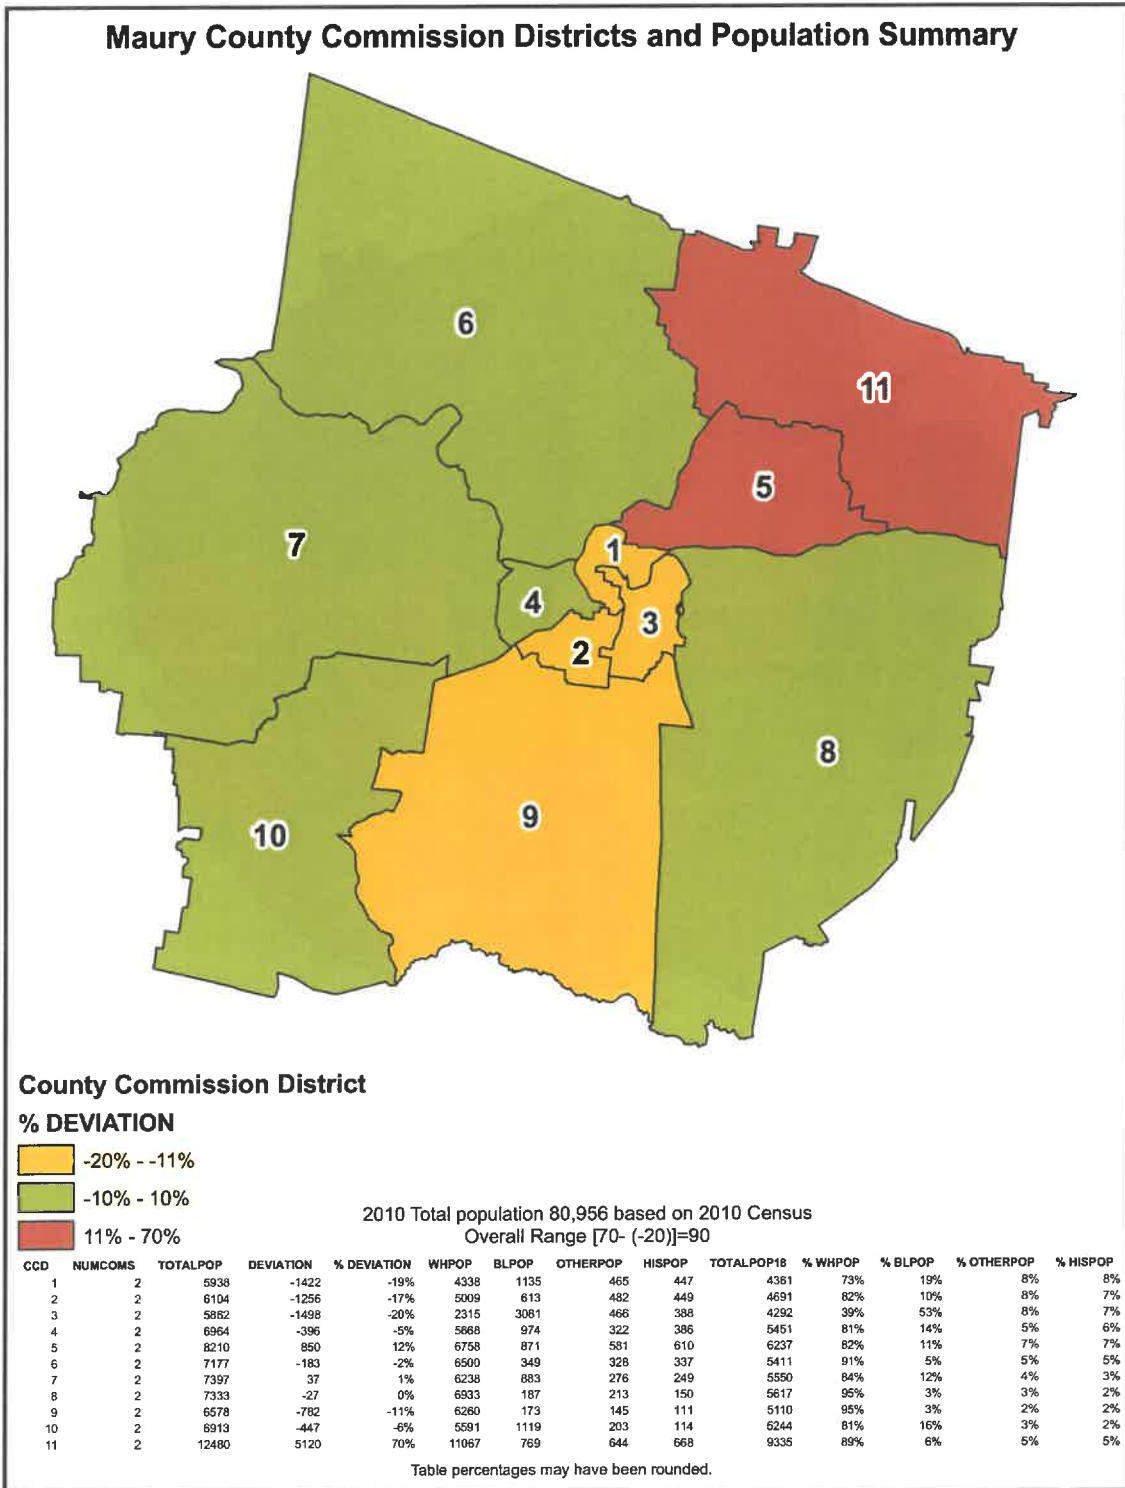 Maury County Commission Districts and Population Summary
6
11
5
7
1
4
3
2
8
9
10
County Commission District
% DEVIATION
-20% - -11%
-10% - 10%
11% - 70%
2010 Total population 80,956 based on 2010 Census
Overall Range [70- (-20)]=90
CCD NUMCOMS TOTALPOP DEVIATION % DEVIATION WHPOP BLPOP OTHERPOP HISPOP TOTALPOP18 % WHPOP % BLPOP % OTHERPOP % HISPOP
1 2 5938 -1422 -19% 4338 1135 465 447 4361 73% 19% 8% 8%
2 2 6104 -1256 -17% 5009 613 482 449 4691 82% 10% 8% 7%
3 2 5862 -1498 -20% 2315 3081 466 388 4292 39% 53% 8% 7%
4 2 6964 -396 -5% 5668 974 322 386 5451 81% 14% 5% 6%
5 2 8210 850 12% 6758 871 581 610 6237 82% 11% 7% 7%
6 2 7177 -183 -2% 6500 349 328 337 5411 91% 5% 5% 5%
7 2 7397 37 1% 6238 883 276 249 5550 84% 12% 4% 3%
8 2 7333 -27 0% 6933 187 213 150 5617 95% 3% 3% 2%
9 2 6578 -782 -11% 6260 173 145 111 5110 95% 3% 2% 2%
10 2 6913 -447 -6% 5591 1119 203 114 5244 81% 16% 3% 2%
11 2 12480 5120 70% 11067 769 644 668 9335 89% 6% 5% 5%
Table percentages may have been rounded.